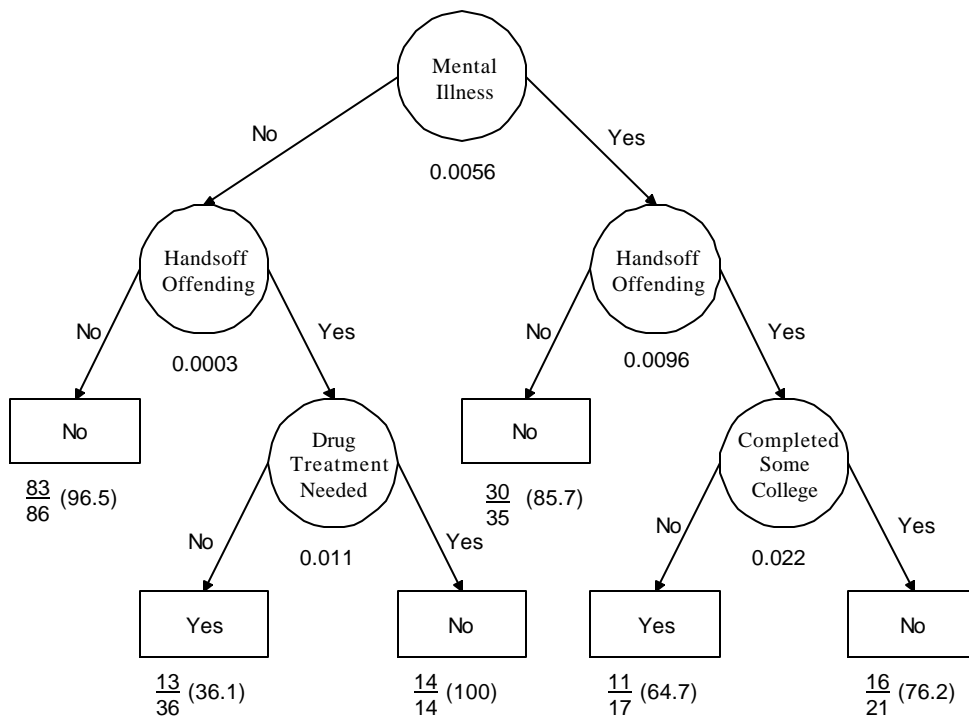 Mental
Illness
No
Yes
0.0056
Handsoff
Offending
Handsoff
Offending
No
Yes
No
Yes
0.0003
0.0096
No
Drug
Treatment
Needed
No
Completed
Some
College
83/86 (96.5)
30/35 (85.7)
No
Yes
No
Yes
0.011
0.022
Yes
No
Yes
No
13/36 (36.1)
14/14 (100)
11/17 (64.7)
16/21 (76.2)